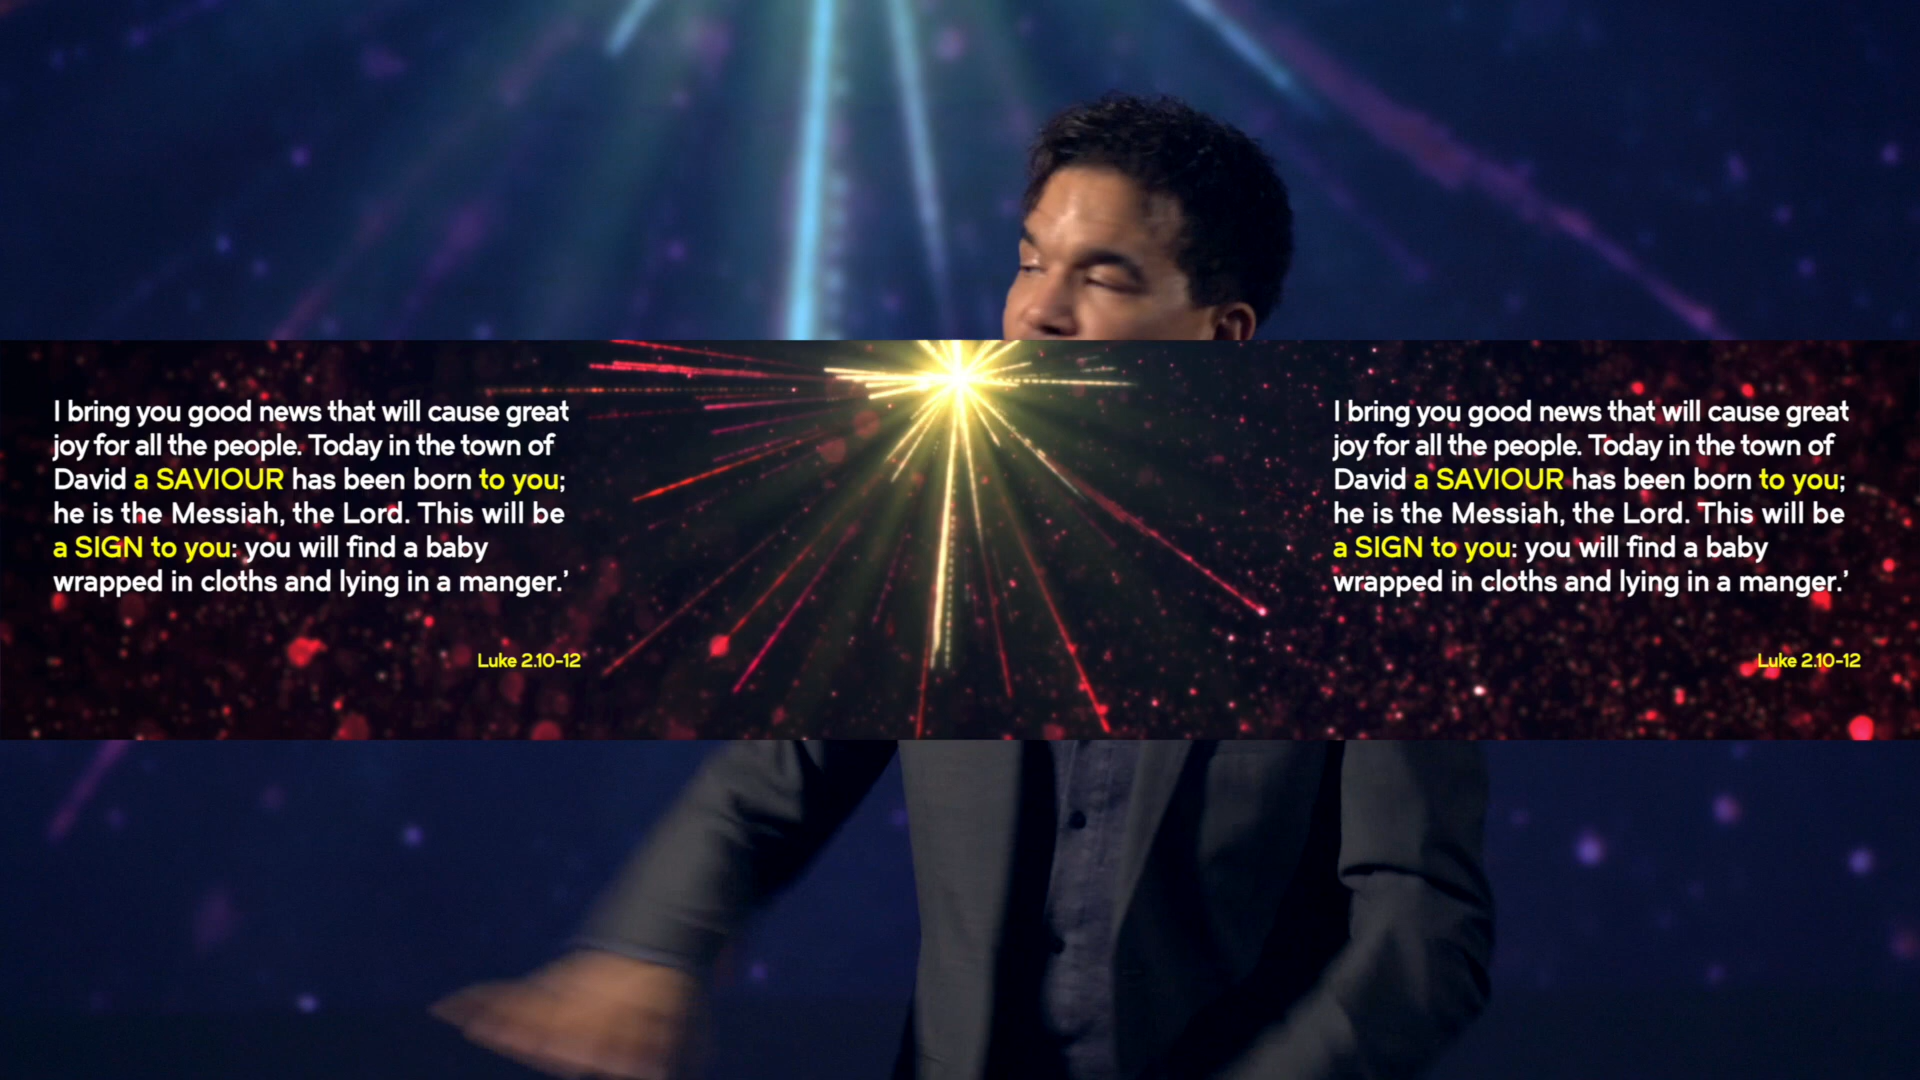 I bring you good news that will cause great
joy for all the people. Today in the town of
David a SAVIOUR has been born to you;
he is the Messiah, the Lord. This will be
a SIGN to you: you will find a baby
wrapped in cloths and lying in a manger.’
Luke 2.10-12
I bring you good news that will cause great
joy for all the people. Today in the town of
David a SAVIOUR has been born to you;
he is the Messiah, the Lord. This will be
a SIGN to you: you will find a baby
wrapped in cloths and lying in a manger.’
Luke 2.10-12